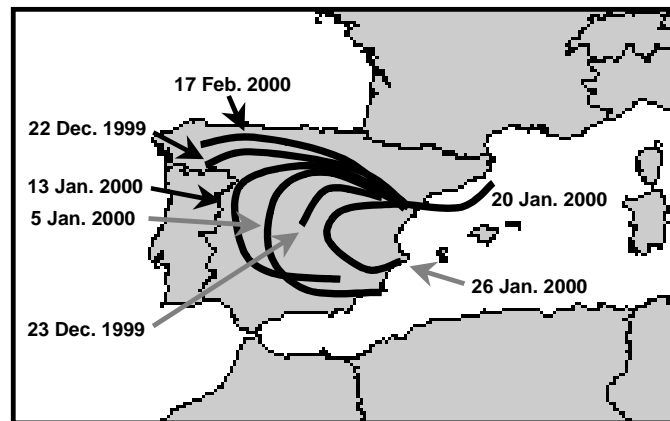 17 Feb. 2000
22 Dec. 1999
13 Jan. 2000
20 Jan. 2000
5 Jan. 2000
26 Jan. 2000
23 Dec. 1999